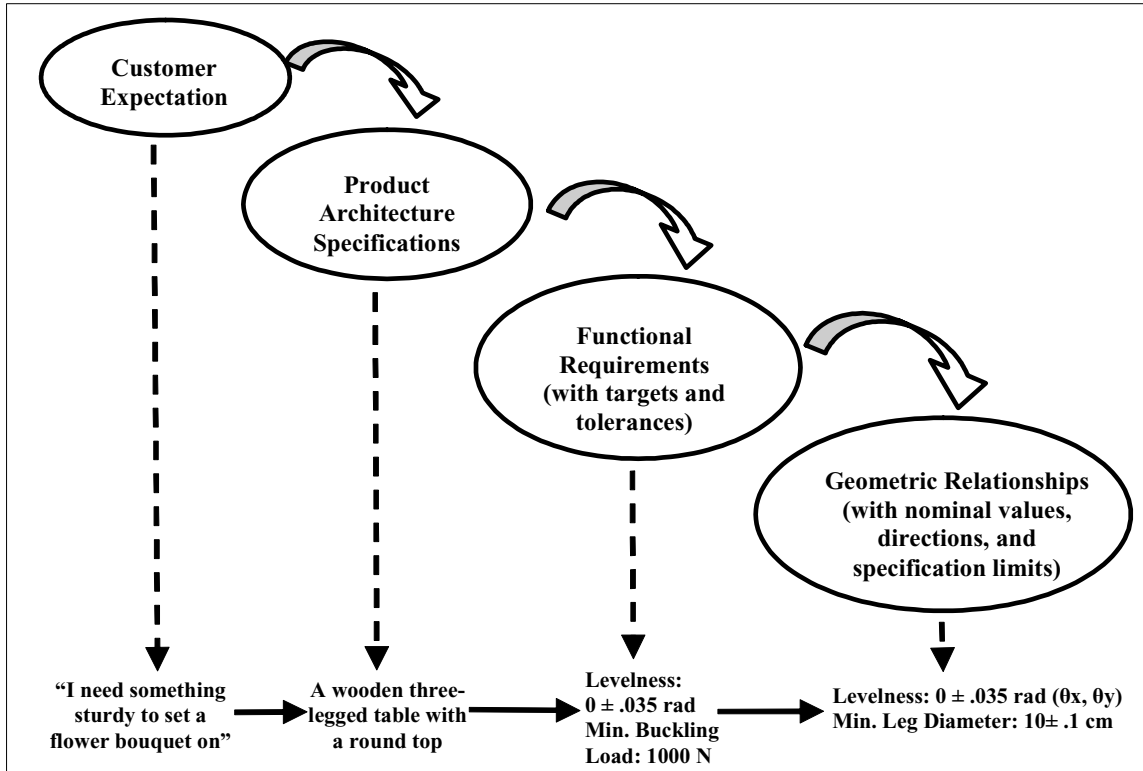 Customer
Expectation
Product
Architecture
Specifications
Functional
Requirements
(with targets and
tolerances)
Geometric Relationships
(with nominal values,
directions, and
specification limits)
“I need something
sturdy to set a
flower bouquet on”
A wooden three-
legged table with
a round top
Levelness:
0 ± .035 rad
Min. Buckling
Load: 1000 N
Levelness: 0 ± .035 rad (θx, θy)
Min. Leg Diameter: 10± .1 cm